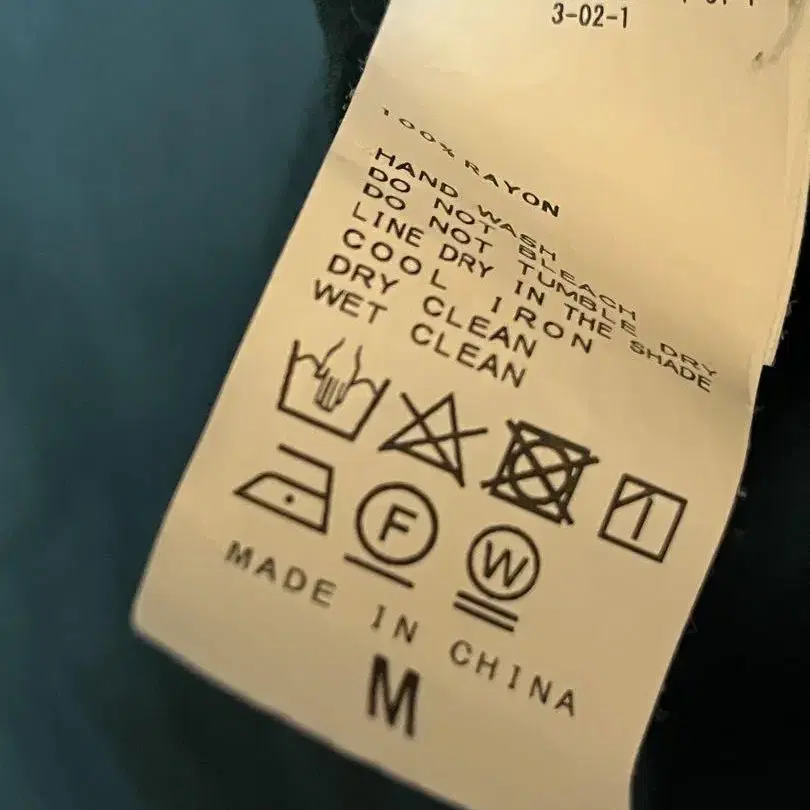 3-02-1
100% RAYON
HAND WASH
DO NOT BLEACH
DO NOT TUMBLE DRY
LINE DRY IN THE SHADE
COOL IRON
DRY CLEAN
WET CLEAN
F
W
MADE IN CHINA
M